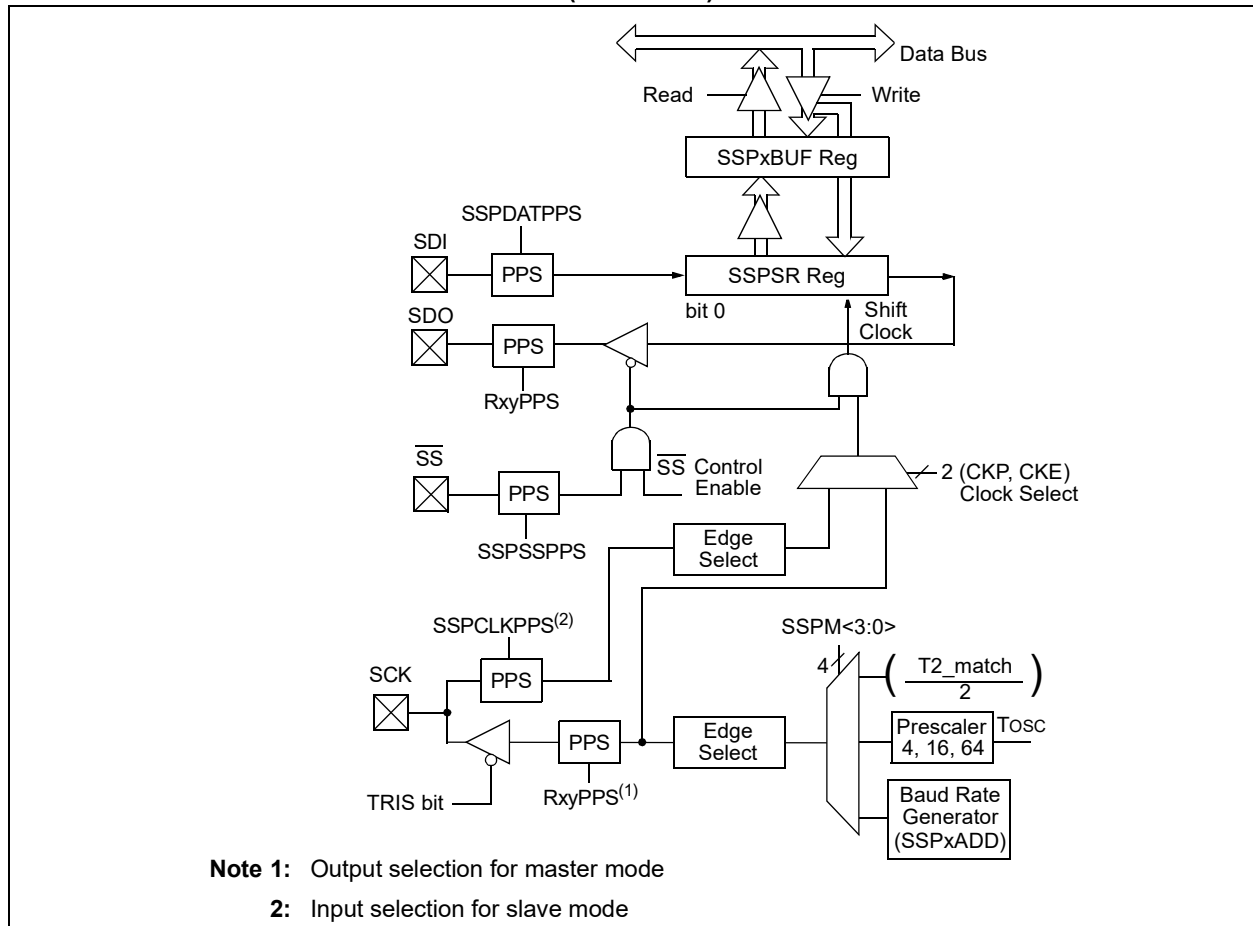 Data Bus
Read
Write
SSPxBUF Reg
SSPDATPPS
SDI
PPS
SSPSR Reg
bit 0
Shift
Clock
SDO
PPS
RxyPPS
SS
PPS
SS Control
Enable
2 (CKP, CKE)
Clock Select
SSPSSPPS
Edge
Select
SSPCLKPPS(2)
SSPM<3:0>
4
SCK
PPS
( T2_match
2 )
PPS
Edge
Select
Prescaler
4, 16, 64
TOSC
TRIS bit
RxyPPS(1)
Baud Rate
Generator
(SSPxADD)
Note 1: Output selection for master mode
2: Input selection for slave mode